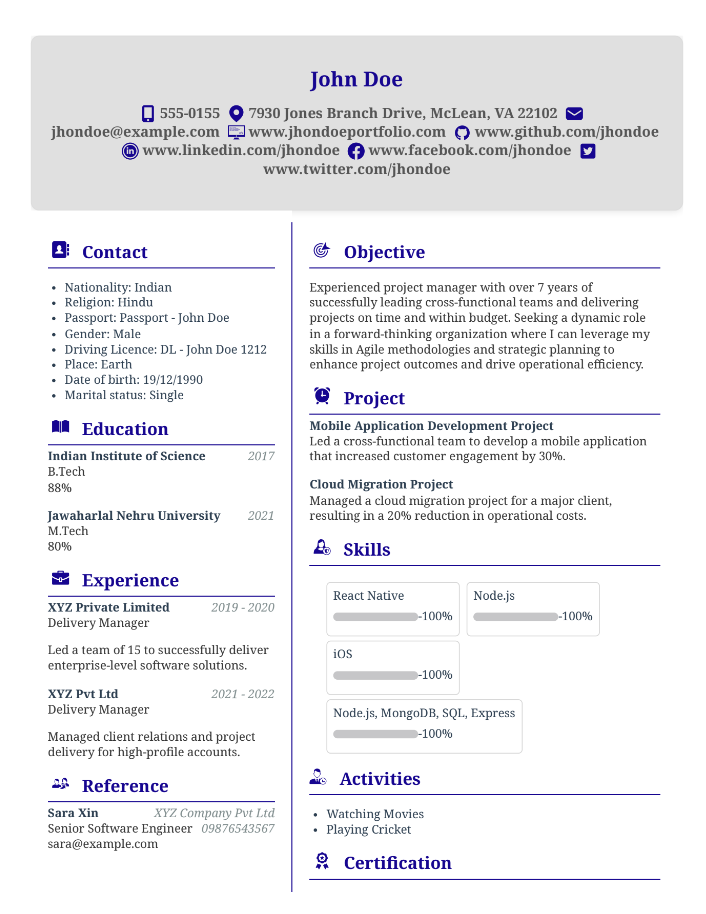 John Doe
555-0155 7930 Jones Branch Drive, McLean, VA 22102
jhondoe@example.com www.jhondoeportfolio.com www.github.com/jhondoe
www.linkedin.com/jhondoe www.facebook.com/jhondoe
www.twitter.com/jhondoe
Contact
• Nationality: Indian
• Religion: Hindu
• Passport: Passport - John Doe
• Gender: Male
• Driving Licence: DL - John Doe 1212
• Place: Earth
• Date of birth: 19/12/1990
• Marital status: Single
Education
Indian Institute of Science 2017
B.Tech
88%
Jawaharlal Nehru University 2021
M.Tech
80%
Experience
XYZ Private Limited 2019 - 2020
Delivery Manager
Led a team of 15 to successfully deliver
enterprise-level software solutions.
XYZ Pvt Ltd 2021 - 2022
Delivery Manager
Managed client relations and project
delivery for high-profile accounts.
Reference
Sara Xin XYZ Company Pvt Ltd
Senior Software Engineer 09876543567
sara@example.com
Objective
Experienced project manager with over 7 years of
successfully leading cross-functional teams and delivering
projects on time and within budget. Seeking a dynamic role
in a forward-thinking organization where I can leverage my
skills in Agile methodologies and strategic planning to
enhance project outcomes and drive operational efficiency.
Project
Mobile Application Development Project
Led a cross-functional team to develop a mobile application
that increased customer engagement by 30%.
Cloud Migration Project
Managed a cloud migration project for a major client,
resulting in a 20% reduction in operational costs.
Skills
React Native
-100%
Node.js
-100%
iOS
-100%
Node.js, MongoDB, SQL, Express
-100%
Activities
• Watching Movies
• Playing Cricket
Certification